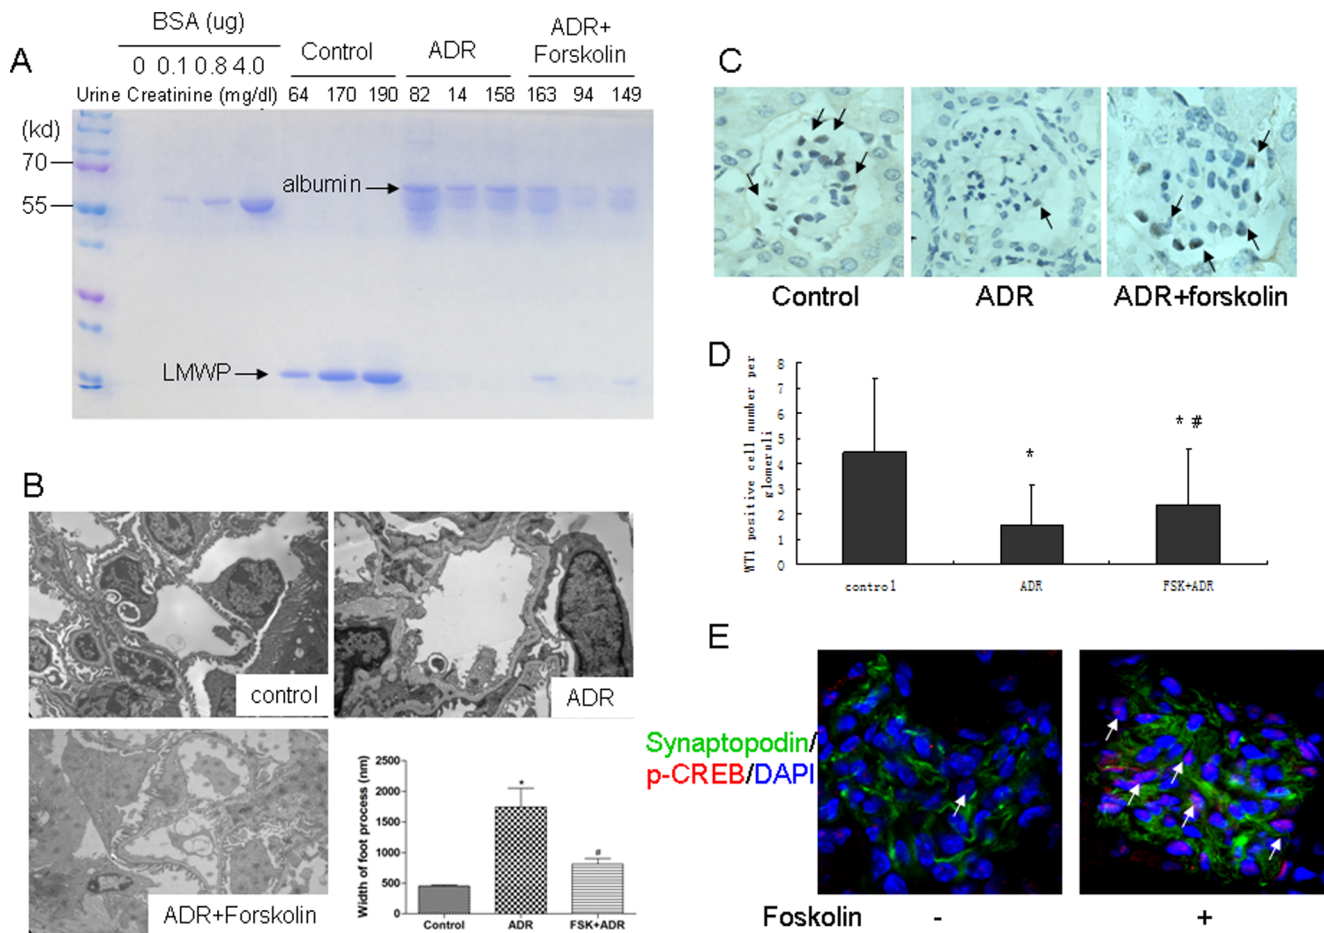 A
BSA (ug)
0 0.1 0.8 4.0
Control
ADR
ADR+
Forskolin
Urine Creatinine (mg/dl) 64 170 190 82 14 158 163 94 149
(kd)
70
55
albumin
LMWP
B
control
ADR
ADR+Forskolin
Width of foot process (nm)
2500
2000
1500
1000
500
0
*
#
Control ADR FSK+ADR
C
Control ADR ADR+forskolin
D
WT1 positive cell number per
glomeruli
8
7
6
5
4
3
2
1
0
*
* #
control ADR FSK+ADR
E
Synaptopodin/
p-CREB/DAPI
Foskolin - +